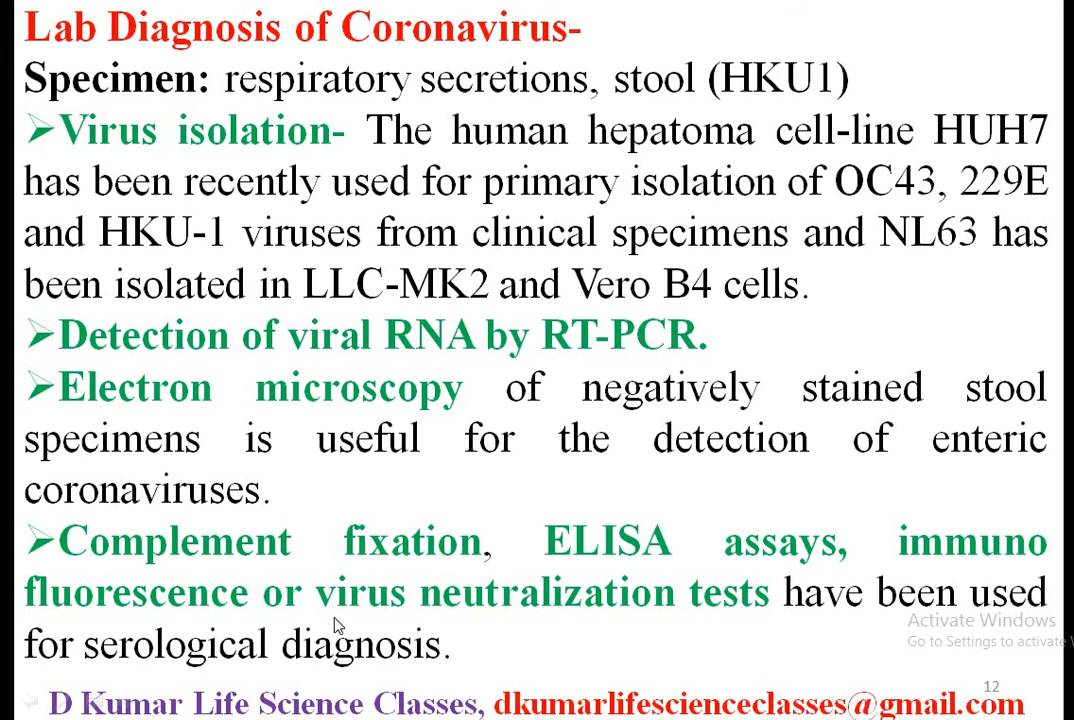 Lab Diagnosis of Coronavirus-
Specimen: respiratory secretions, stool (HKU1)
➢Virus isolation- The human hepatoma cell-line HUH7
has been recently used for primary isolation of OC43, 229E
and HKU-1 viruses from clinical specimens and NL63 has
been isolated in LLC-MK2 and Vero B4 cells.
➢Detection of viral RNA by RT-PCR.
➢Electron microscopy of negatively stained stool
specimens is useful for the detection of enteric
coronaviruses.
➢Complement fixation, ELISA assays, immuno
fluorescence or virus neutralization tests have been used
for serological diagnosis.
Activate Windows
Go to Settings to activate W
12
D Kumar Life Science Classes, dkumarlifescienceclasses@gmail.com